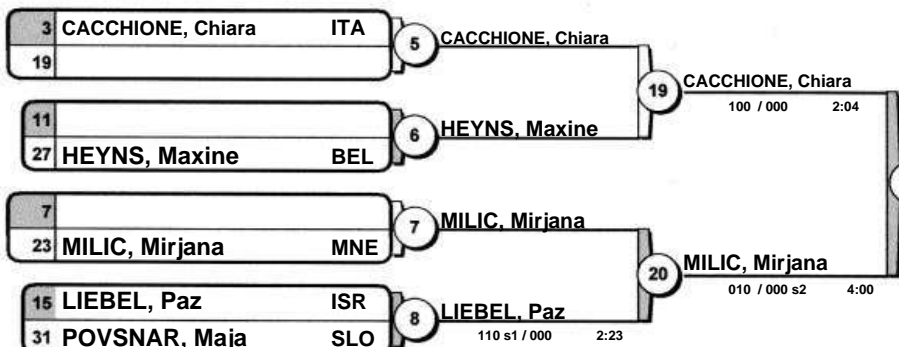 3 CACCHIONE, Chiara ITA
19
5 CACCHIONE, Chiara
11
27 HEYNS, Maxine BEL
6 HEYNS, Maxine
19 CACCHIONE, Chiara
100 / 000 2:04
7
23 MILIC, Mirjana MNE
7 MILIC, Mirjana
15 LIEBEL, Paz ISR
31 POVSNAR, Maja SLO
8 LIEBEL, Paz
110 s1 / 000 2:23
20 MILIC, Mirjana
010 / 000 s2 4:00